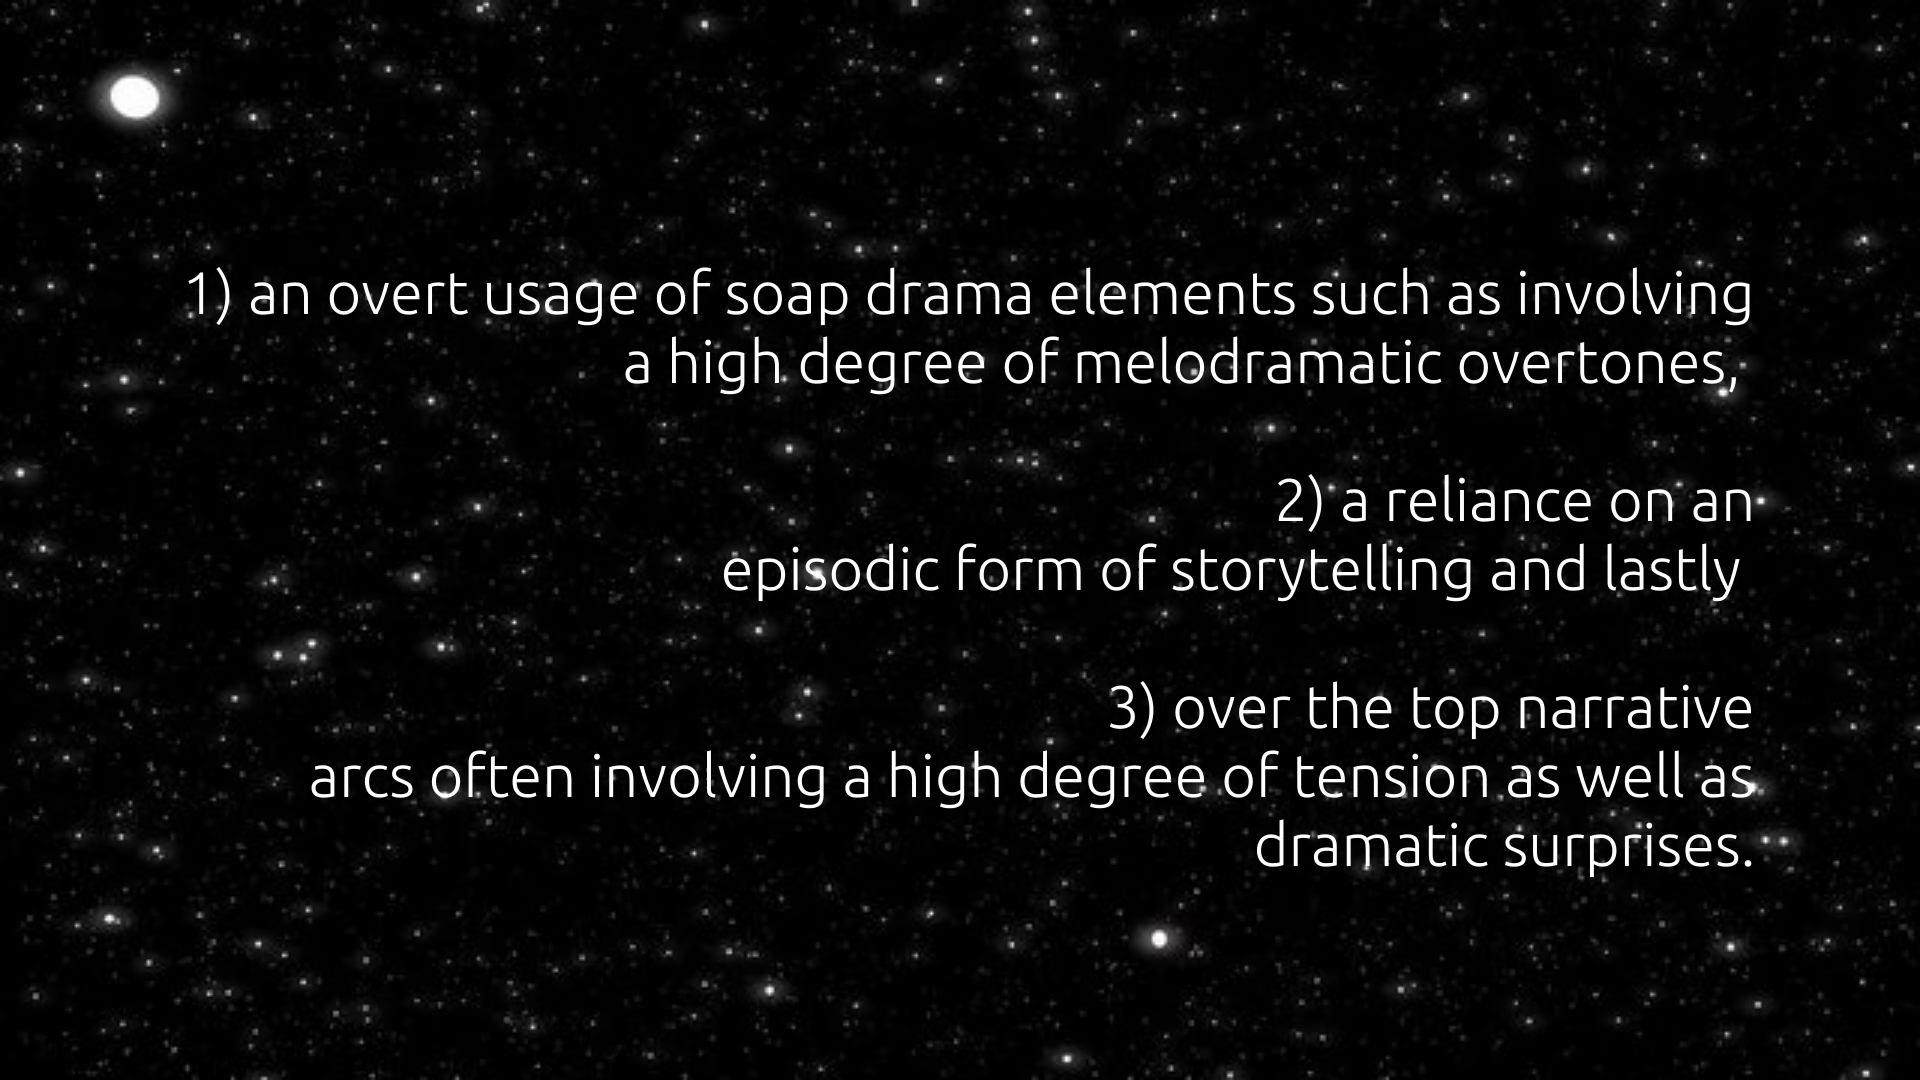 1) an overt usage of soap drama elements such as involving
a high degree of melodramatic overtones,
2) a reliance on an
episodic form of storytelling and lastly
3) over the top narrative
arcs often involving a high degree of tension as well as
dramatic surprises.